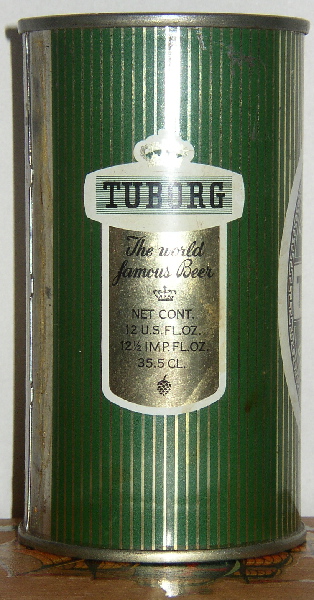 TUBORG
The world
famous Beer
NET CONT.
12 U.S.FL.OZ.
12½ IMP.FL.OZ.
35.5 CL.